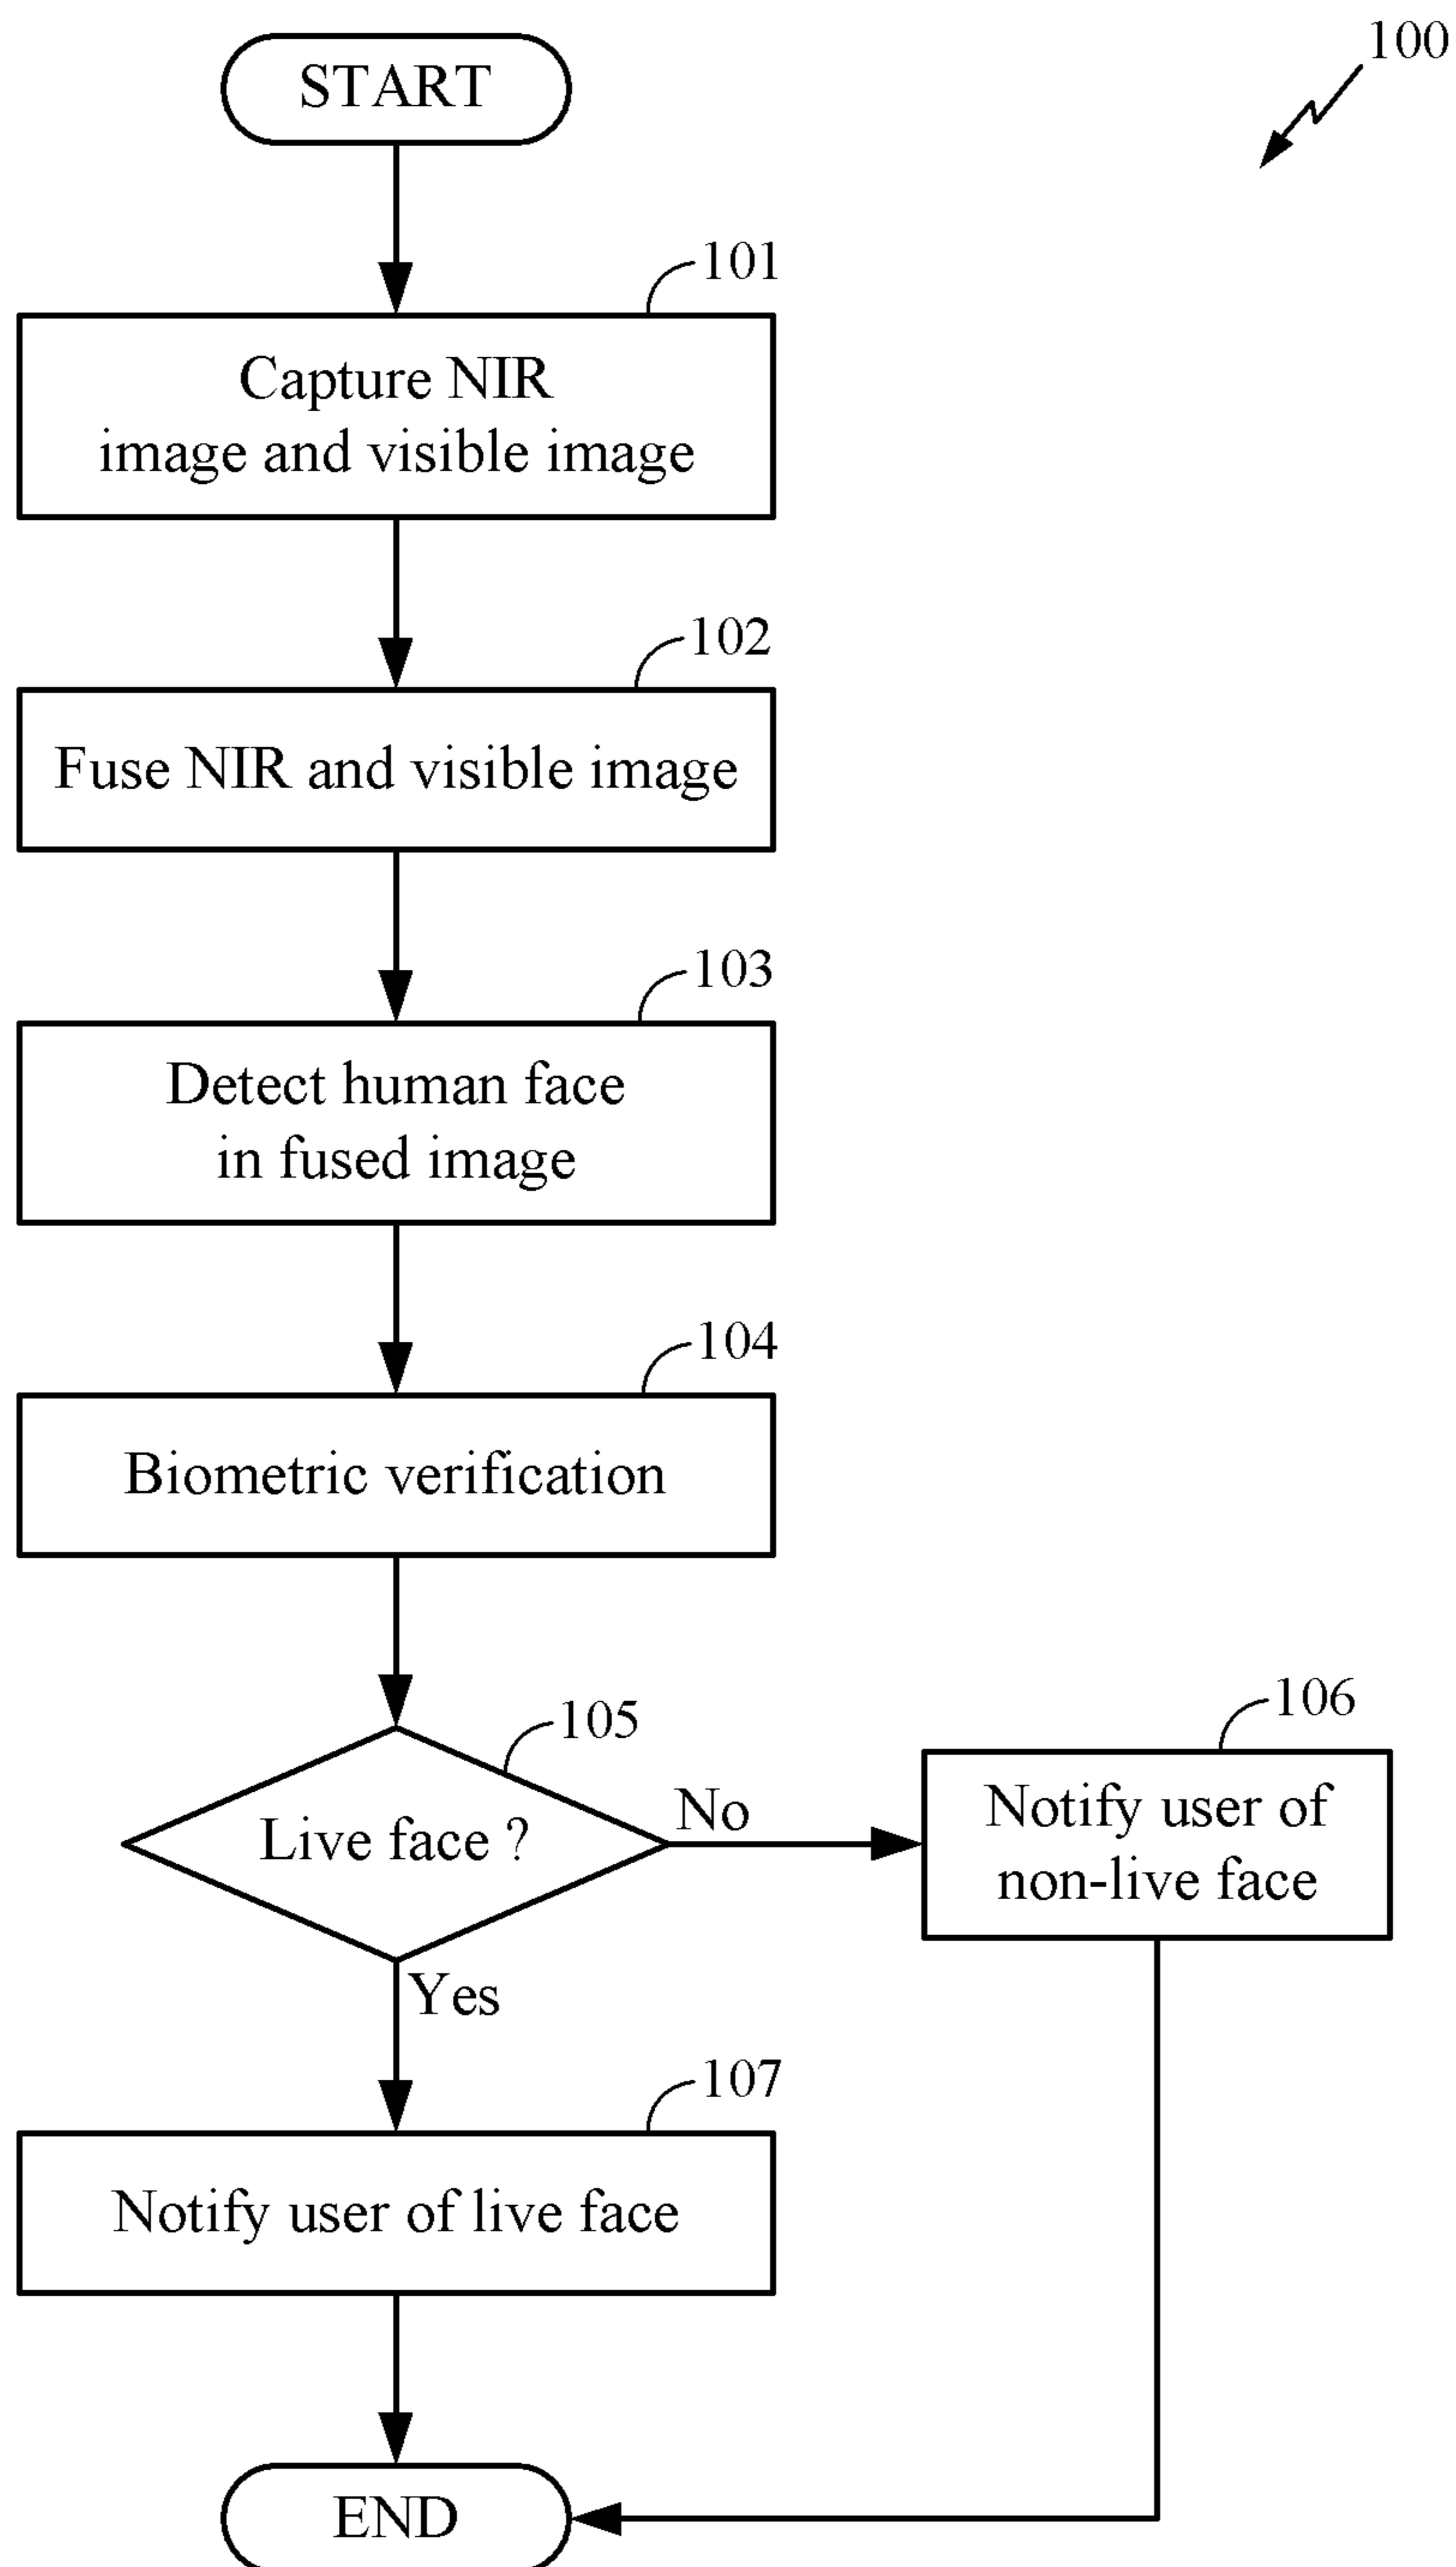 100
START
101
Capture NIR
image and visible image
102
Fuse NIR and visible image
103
Detect human face
in fused image
104
Biometric verification
105
Live face ?
No
106
Notify user of
non-live face
Yes
107
Notify user of live face
END